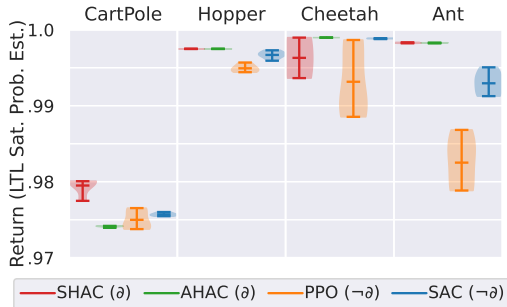 CartPole Hopper Cheetah Ant
Return (LTL Sat. Prob. Est.)
1.0
.99
.98
.97
SHAC (∂) AHAC (∂) PPO (¬∂) SAC (¬∂)